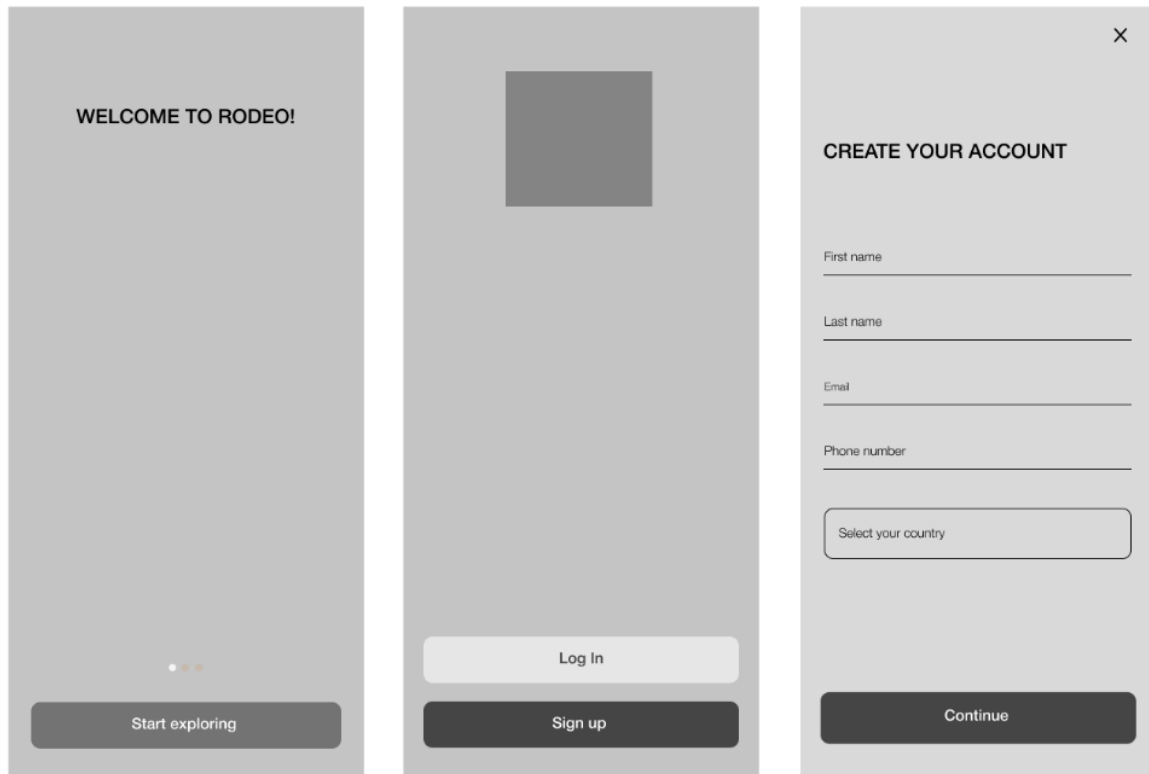 WELCOME TO RODEO!
Start exploring
Log In
Sign up
X
CREATE YOUR ACCOUNT
First name
Last name
Email
Phone number
Select your country
Continue